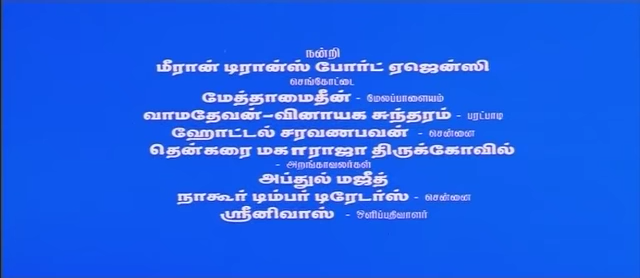 நன்றி
மீரான் டிரான்ஸ் போர்ட் ஏஜென்ஸி
செங்கோட்டை
மேத்தாமைதீன் - மேலப்பாளையம்
வாமதேவன்-வினாயக சுந்தரம் - பரப்பாடி
ஹோட்டல் சரவணபவன் - சென்னை
தென்கரை மகாராஜா திருக்கோவில்
- அறங்காவலர்கள்
அப்துல் மஜீத்
நாகூர் டிம்பர் டிரேடர்ஸ் - சென்னை
ஸ்ரீனிவாஸ் - ஒளிப்பதிவாளர்